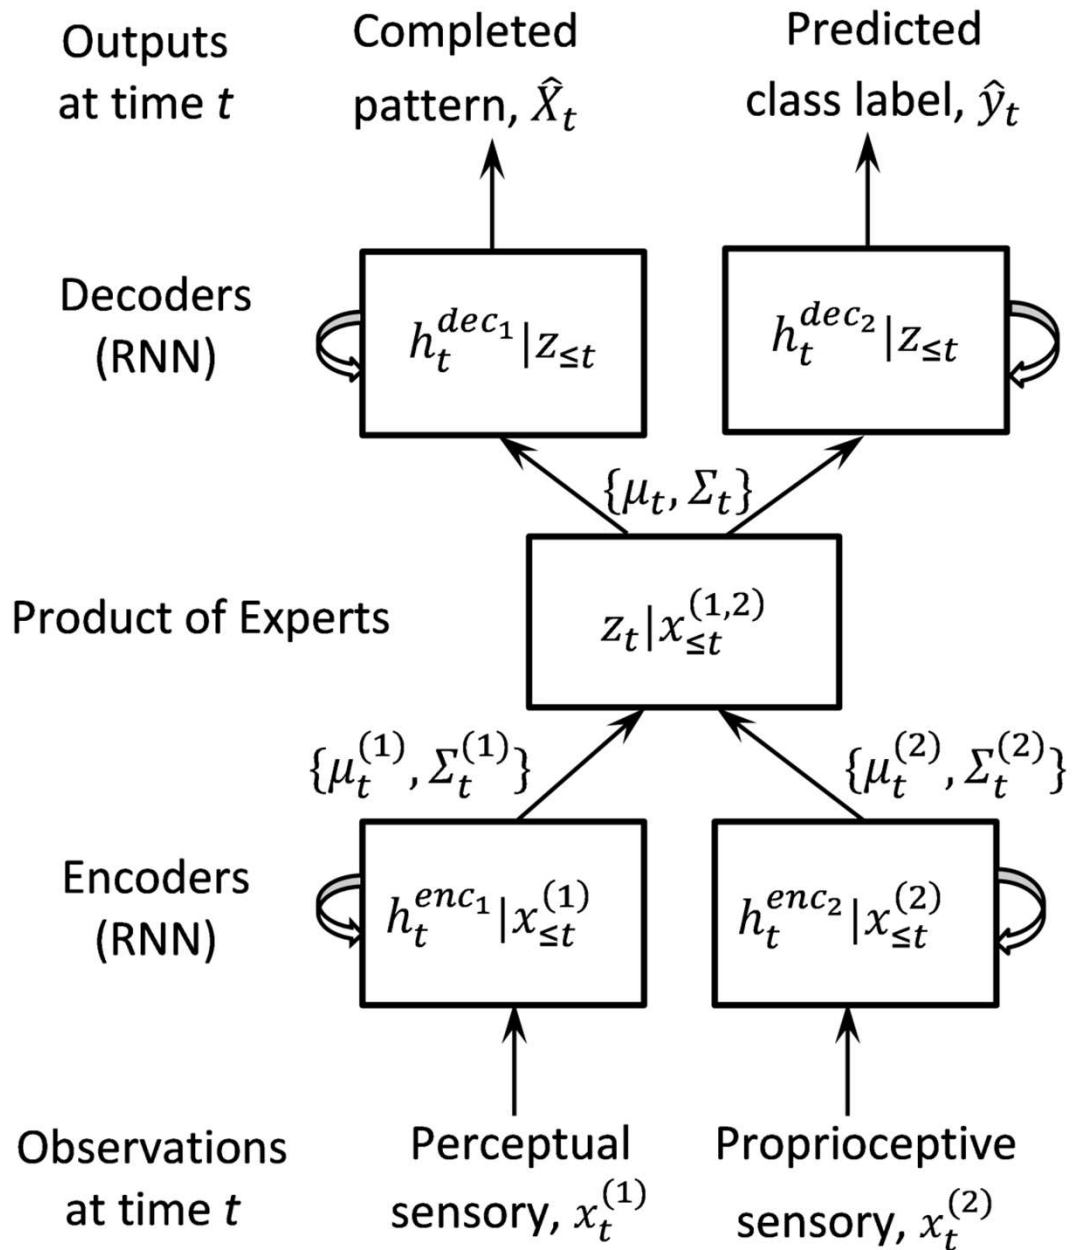 Outputs
at time t
Completed
pattern, X̂_t
Predicted
class label, ŷ_t
Decoders
(RNN)
h_t^{dec_1}|z_{≤t}
h_t^{dec_2}|z_{≤t}
{μ_t, Σ_t}
Product of Experts
z_t|x_{≤t}^{(1,2)}
{μ_t^{(1)}, Σ_t^{(1)}}
{μ_t^{(2)}, Σ_t^{(2)}}
Encoders
(RNN)
h_t^{enc_1}|x_{≤t}^{(1)}
h_t^{enc_2}|x_{≤t}^{(2)}
Observations
at time t
Perceptual
sensory, x_t^{(1)}
Proprioceptive
sensory, x_t^{(2)}